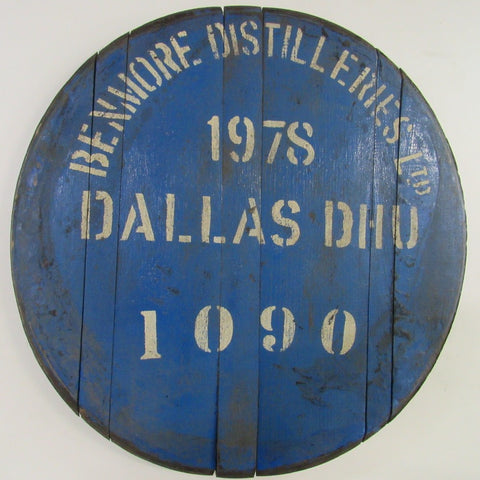 BENMORE DISTILLERIES LTD
1978
DALLAS DHU
1090